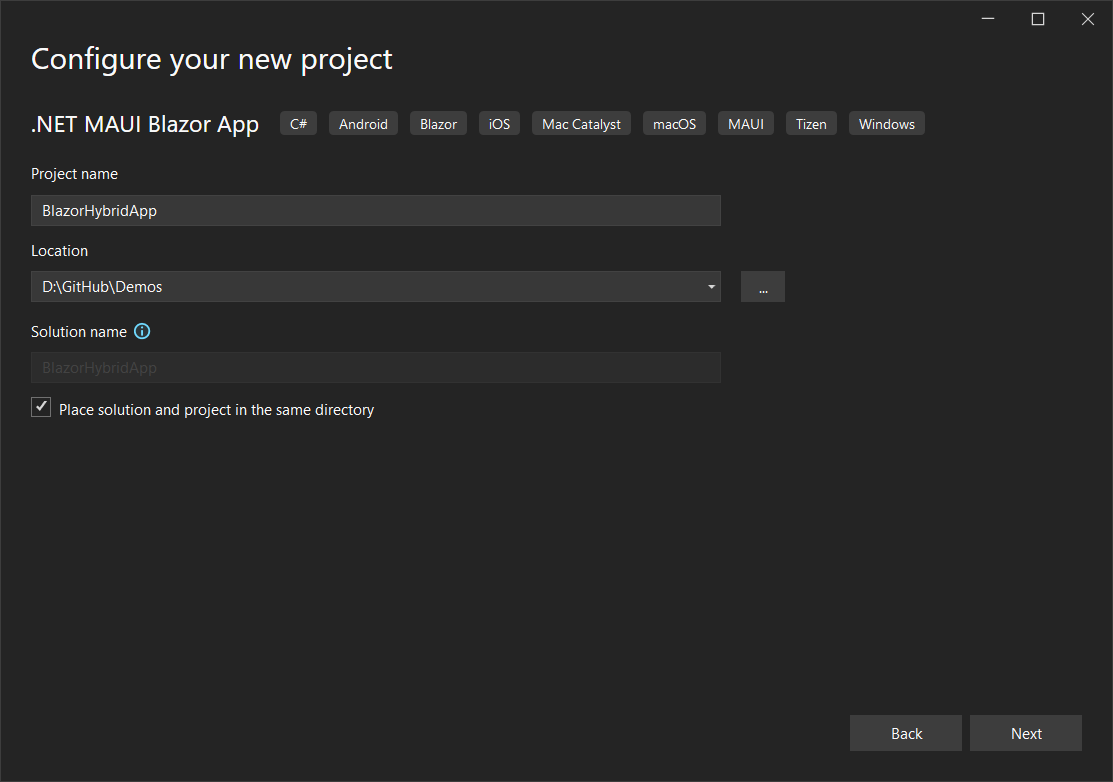 Configure your new project
.NET MAUI Blazor App C# Android Blazor iOS Mac Catalyst macOS MAUI Tizen Windows
Project name
BlazorHybridApp
Location
D:\GitHub\Demos
...
Solution name
BlazorHybridApp
Place solution and project in the same directory
Back Next